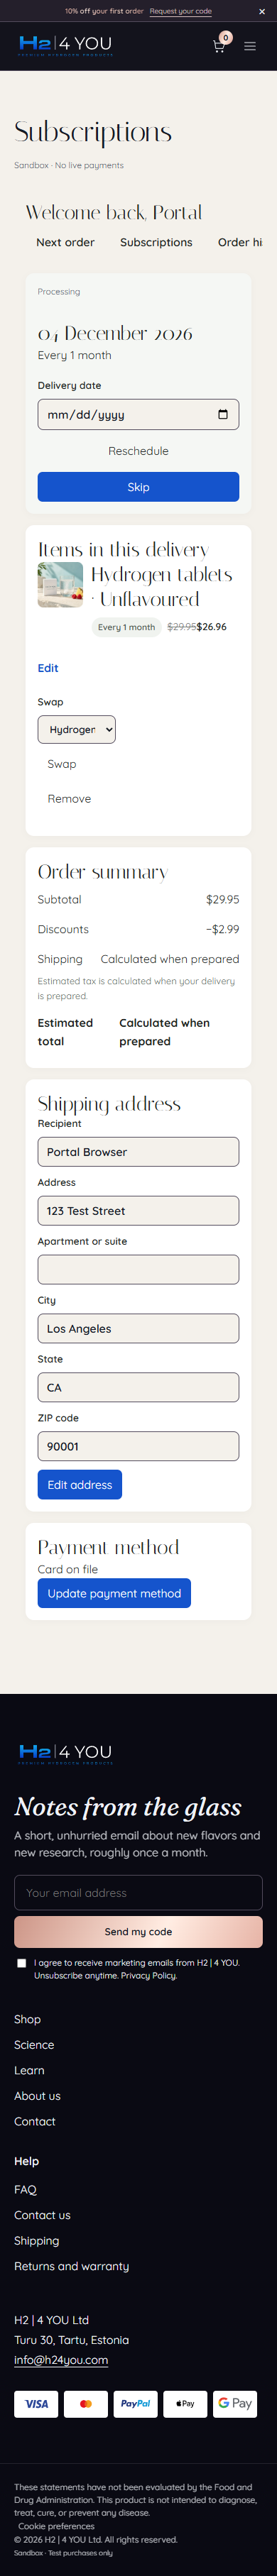 10% off your first order Request your code ×
H2|4 YOU
PREMIUM HYDROGEN PRODUCTS
0
Subscriptions
Sandbox · No live payments
Welcome back, Portal
Next order Subscriptions Order hi
Processing
04 December 2026
Every 1 month
Delivery date
mm/dd/yyyy
Reschedule
Skip
Items in this delivery
Hydrogen tablets
· Unflavoured
Every 1 month $29.95$26.96
Edit
Swap
Hydrogen
Swap
Remove
Order summary
Subtotal $29.95
Discounts −$2.99
Shipping Calculated when prepared
Estimated tax is calculated when your delivery
is prepared.
Estimated Calculated when
total prepared
Shipping address
Recipient
Portal Browser
Address
123 Test Street
Apartment or suite
City
Los Angeles
State
CA
ZIP code
90001
Edit address
Payment method
Card on file
Update payment method
H2|4 YOU
PREMIUM HYDROGEN PRODUCTS
Notes from the glass
A short, unhurried email about new flavors and
new research, roughly once a month.
Your email address
Send my code
I agree to receive marketing emails from H2 | 4 YOU.
Unsubscribe anytime. Privacy Policy.
Shop
Science
Learn
About us
Contact
Help
FAQ
Contact us
Shipping
Returns and warranty
H2 | 4 YOU Ltd
Turu 30, Tartu, Estonia
info@h24you.com
VISA PayPal Pay G Pay
These statements have not been evaluated by the Food and
Drug Administration. This product is not intended to diagnose,
treat, cure, or prevent any disease.
Cookie preferences
© 2026 H2 | 4 YOU Ltd. All rights reserved.
Sandbox · Test purchases only